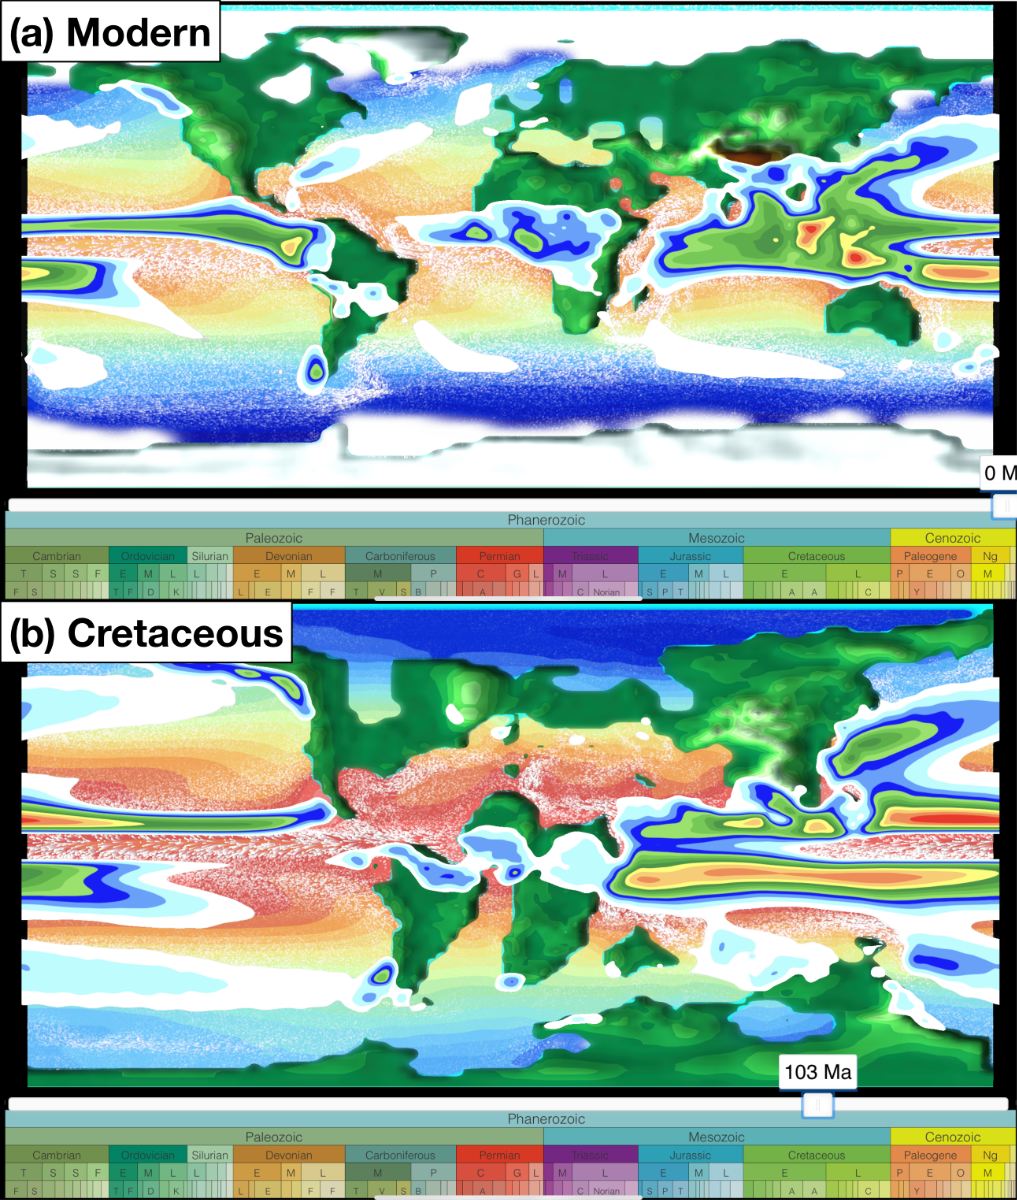 (a) Modern
0 M
Phanerozoic
Paleozoic Mesozoic Cenozoic
Cambrian Ordovician Silurian Devonian Carboniferous Permian Triassic Jurassic Cretaceous Paleogene Ng
T S S F E M L L E M L M P C G L M L E M L E L P E O M
F S T F D K L E F F T V S B A C Norian S P T A A C Y
(b) Cretaceous
103 Ma
Phanerozoic
Paleozoic Mesozoic Cenozoic
Cambrian Ordovician Silurian Devonian Carboniferous Permian Triassic Jurassic Cretaceous Paleogene Ng
T S S F E M L L E M L M P C G L M L E M L E L P E O M
F S T F D K L E F F T V S B A C Norian S P T A A C Y